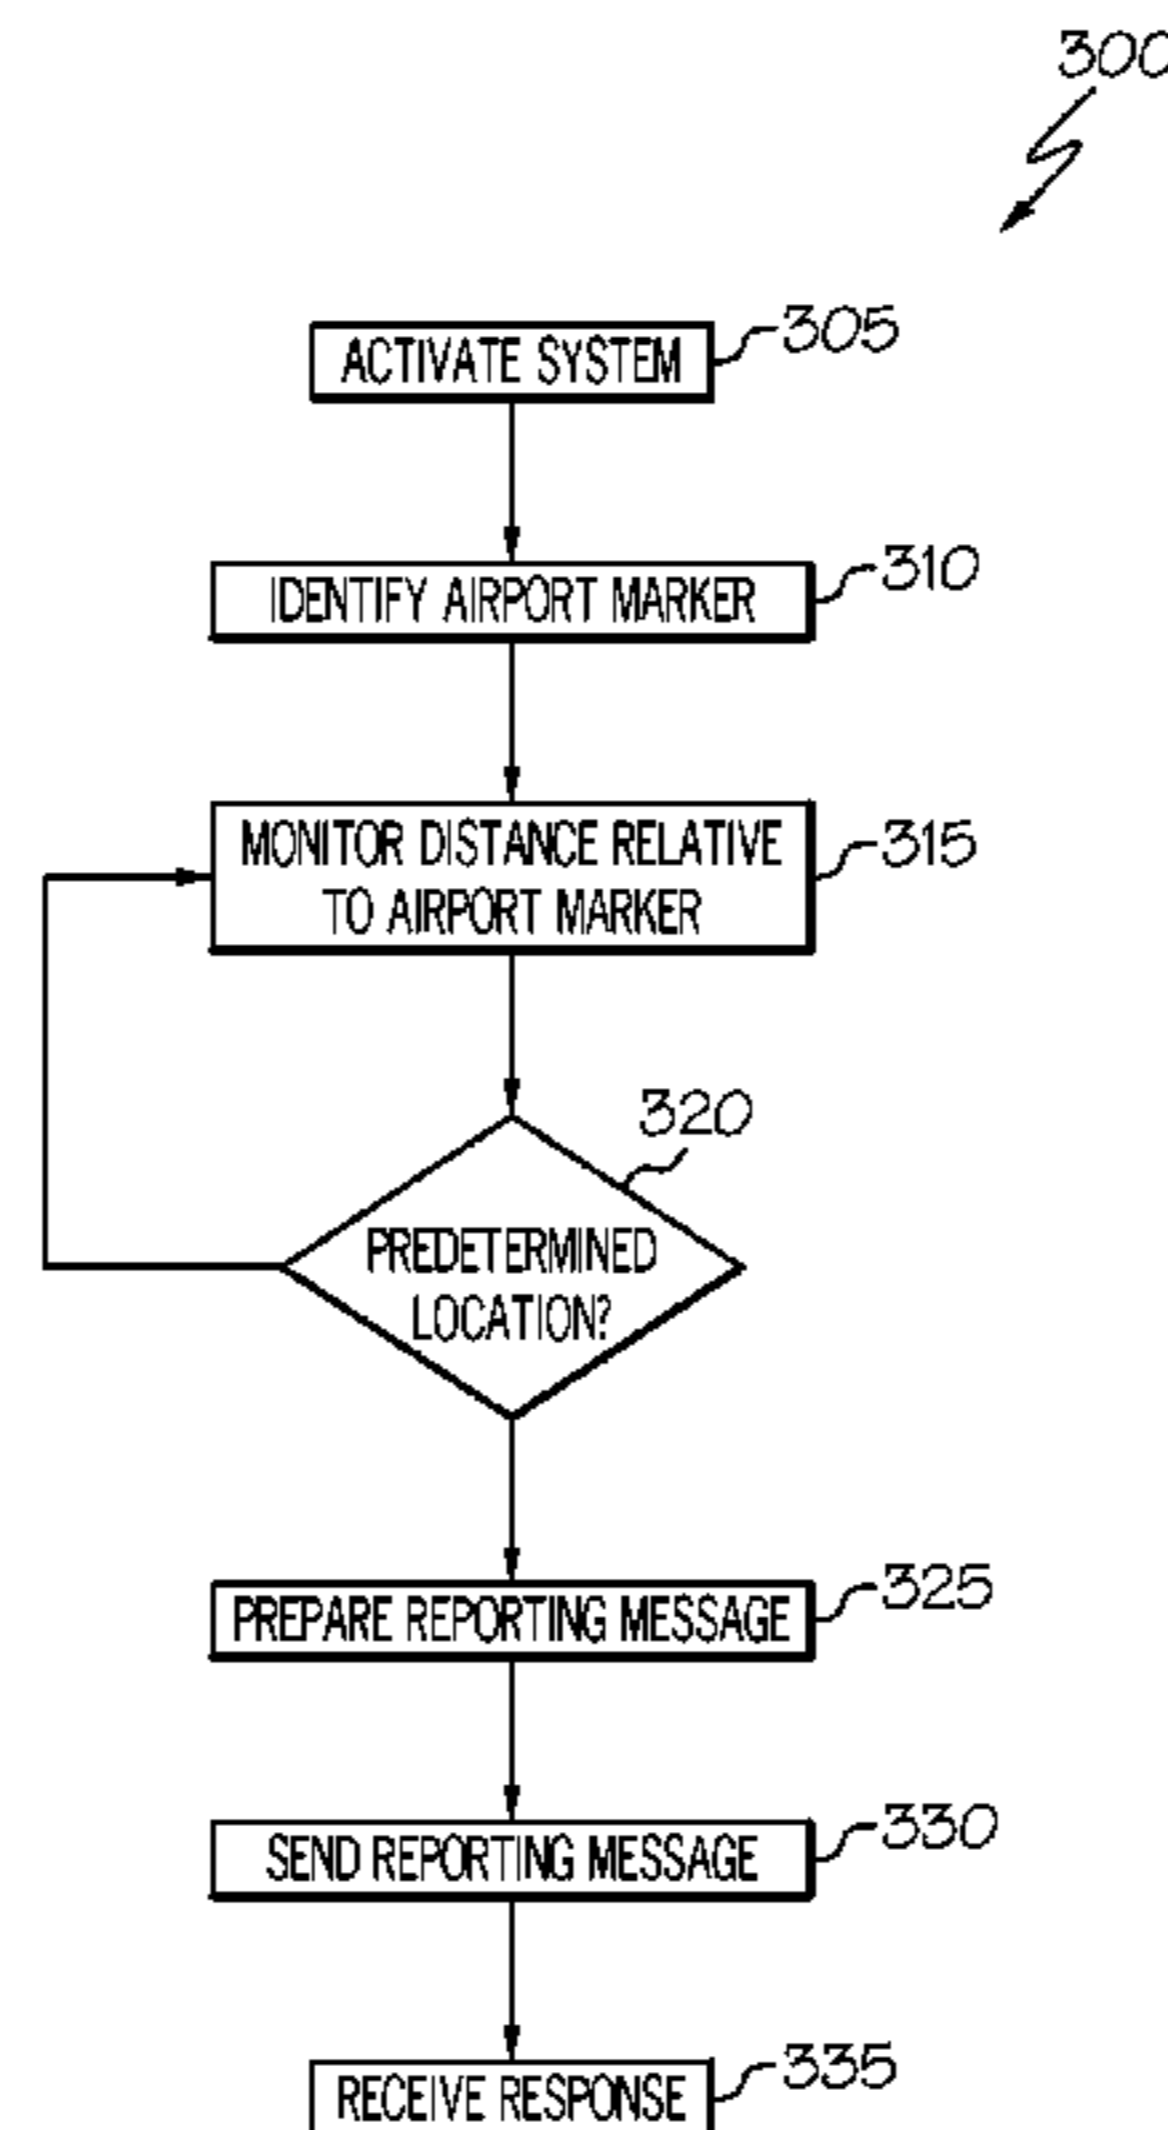 300
ACTIVATE SYSTEM
305
IDENTIFY AIRPORT MARKER
310
MONITOR DISTANCE RELATIVE
TO AIRPORT MARKER
315
320
PREDETERMINED
LOCATION?
PREPARE REPORTING MESSAGE
325
SEND REPORTING MESSAGE
330
RECEIVE RESPONSE
335